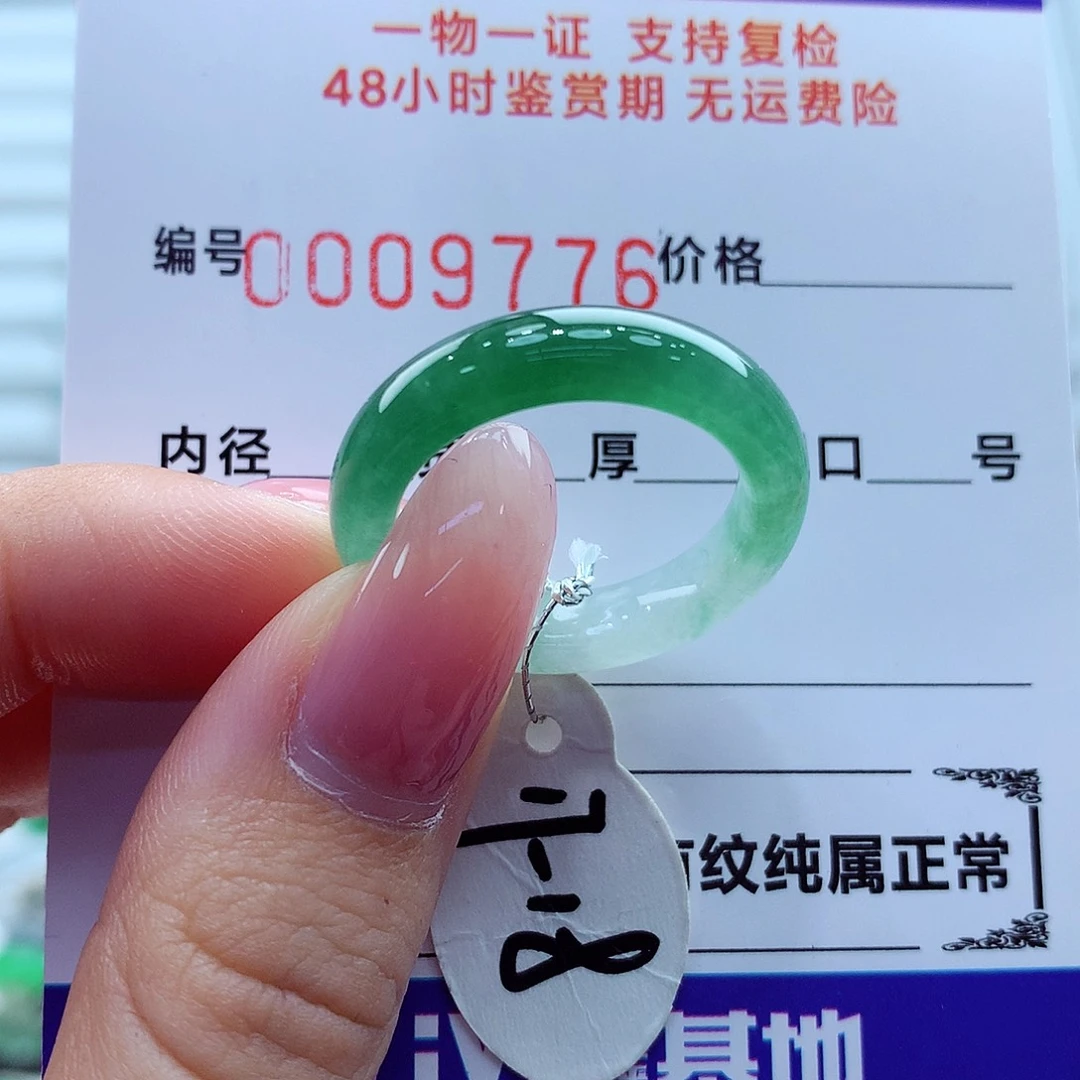 一物一证 支持复检
48小时鉴赏期 无运费险
编号0009776价格
内径 厚 口 号
纹纯属正常
基地